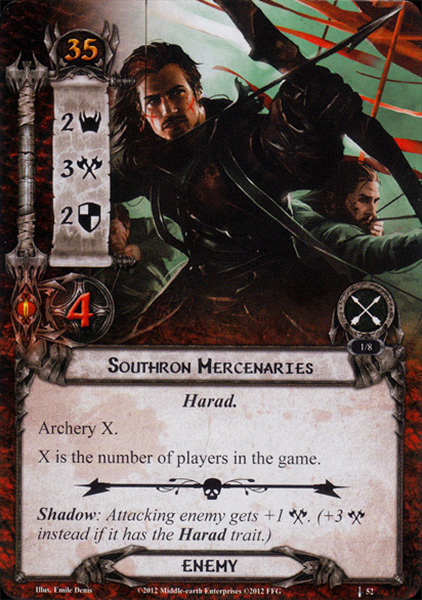 35
2
3
2
4
1/8
Southron Mercenaries
Harad.
Archery X.
X is the number of players in the game.
Shadow: Attacking enemy gets +1 . (+3
instead if it has the Harad trait.)
ENEMY
Illus. Emile Denis ©2012 Middle-earth Enterprises ©2012 FFG 52